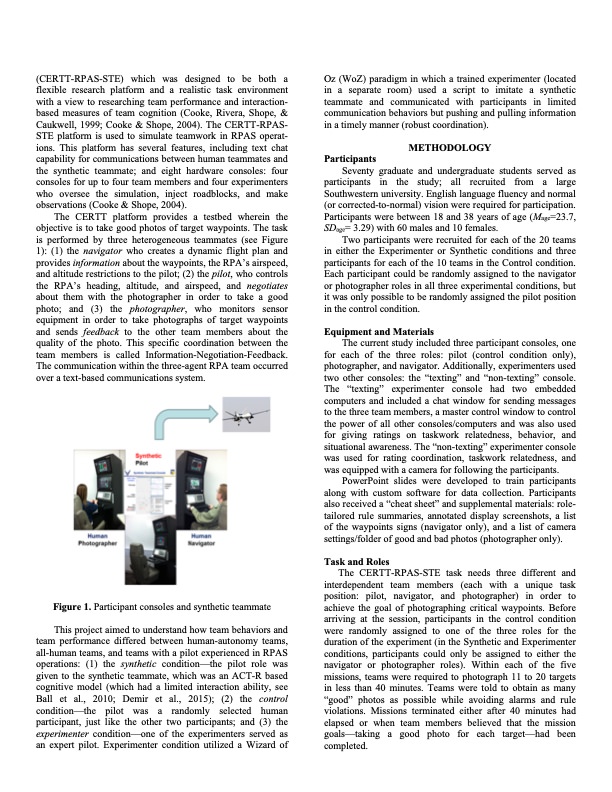 (CERTT-RPAS-STE) which was designed to be both a
flexible research platform and a realistic task environment
with a view to researching team performance and interaction-
based measures of team cognition (Cooke, Rivera, Shope, &
Caukwell, 1999; Cooke & Shope, 2004). The CERTT-RPAS-
STE platform is used to simulate teamwork in RPAS operat-
ions. This platform has several features, including text chat
capability for communications between human teammates and
the synthetic teammate; and eight hardware consoles: four
consoles for up to four team members and four experimenters
who oversee the simulation, inject roadblocks, and make
observations (Cooke & Shope, 2004).
The CERTT platform provides a testbed wherein the
objective is to take good photos of target waypoints. The task
is performed by three heterogeneous teammates (see Figure
1): (1) the navigator who creates a dynamic flight plan and
provides information about the waypoints, the RPA's airspeed,
and altitude restrictions to the pilot; (2) the pilot, who controls
the RPA's heading, altitude, and airspeed, and negotiates
about them with the photographer in order to take a good
photo; and (3) the photographer, who monitors sensor
equipment in order to take photographs of target waypoints
and sends feedback to the other team members about the
quality of the photo. This specific coordination between the
team members is called Information-Negotiation-Feedback.
The communication within the three-agent RPA team occurred
over a text-based communications system.
Synthetic
Pilot
Human
Photographer
Human
Navigator
Figure 1. Participant consoles and synthetic teammate
This project aimed to understand how team behaviors and
team performance differed between human-autonomy teams,
all-human teams, and teams with a pilot experienced in RPAS
operations: (1) the synthetic condition—the pilot role was
given to the synthetic teammate, which was an ACT-R based
cognitive model (which had a limited interaction ability, see
Ball et al., 2010; Demir et al., 2015); (2) the control
condition—the pilot was a randomly selected human
participant, just like the other two participants; and (3) the
experimenter condition—one of the experimenters served as
an expert pilot. Experimenter condition utilized a Wizard of
Oz (WoZ) paradigm in which a trained experimenter (located
in a separate room) used a script to imitate a synthetic
teammate and communicated with participants in limited
communication behaviors but pushing and pulling information
in a timely manner (robust coordination).
METHODOLOGY
Participants
Seventy graduate and undergraduate students served as
participants in the study; all recruited from a large
Southwestern university. English language fluency and normal
(or corrected-to-normal) vision were required for participation.
Participants were between 18 and 38 years of age (Mage=23.7,
SDage= 3.29) with 60 males and 10 females.
Two participants were recruited for each of the 20 teams
in either the Experimenter or Synthetic conditions and three
participants for each of the 10 teams in the Control condition.
Each participant could be randomly assigned to the navigator
or photographer roles in all three experimental conditions, but
it was only possible to be randomly assigned the pilot position
in the control condition.
Equipment and Materials
The current study included three participant consoles, one
for each of the three roles: pilot (control condition only),
photographer, and navigator. Additionally, experimenters used
two other consoles: the "texting" and "non-texting" console.
The "texting" experimenter console had two embedded
computers and included a chat window for sending messages
to the three team members, a master control window to control
the power of all other consoles/computers and was also used
for giving ratings on taskwork relatedness, behavior, and
situational awareness. The "non-texting" experimenter console
was used for rating coordination, taskwork relatedness, and
was equipped with a camera for following the participants.
PowerPoint slides were developed to train participants
along with custom software for data collection. Participants
also received a "cheat sheet" and supplemental materials: role-
tailored rule summaries, annotated display screenshots, a list
of the waypoints signs (navigator only), and a list of camera
settings/folder of good and bad photos (photographer only).
Task and Roles
The CERTT-RPAS-STE task needs three different and
interdependent team members (each with a unique task
position: pilot, navigator, and photographer) in order to
achieve the goal of photographing critical waypoints. Before
arriving at the session, participants in the control condition
were randomly assigned to one of the three roles for the
duration of the experiment (in the Synthetic and Experimenter
conditions, participants could only be assigned to either the
navigator or photographer roles). Within each of the five
missions, teams were required to photograph 11 to 20 targets
in less than 40 minutes. Teams were told to obtain as many
"good" photos as possible while avoiding alarms and rule
violations. Missions terminated either after 40 minutes had
elapsed or when team members believed that the mission
goals—taking a good photo for each target—had been
completed.